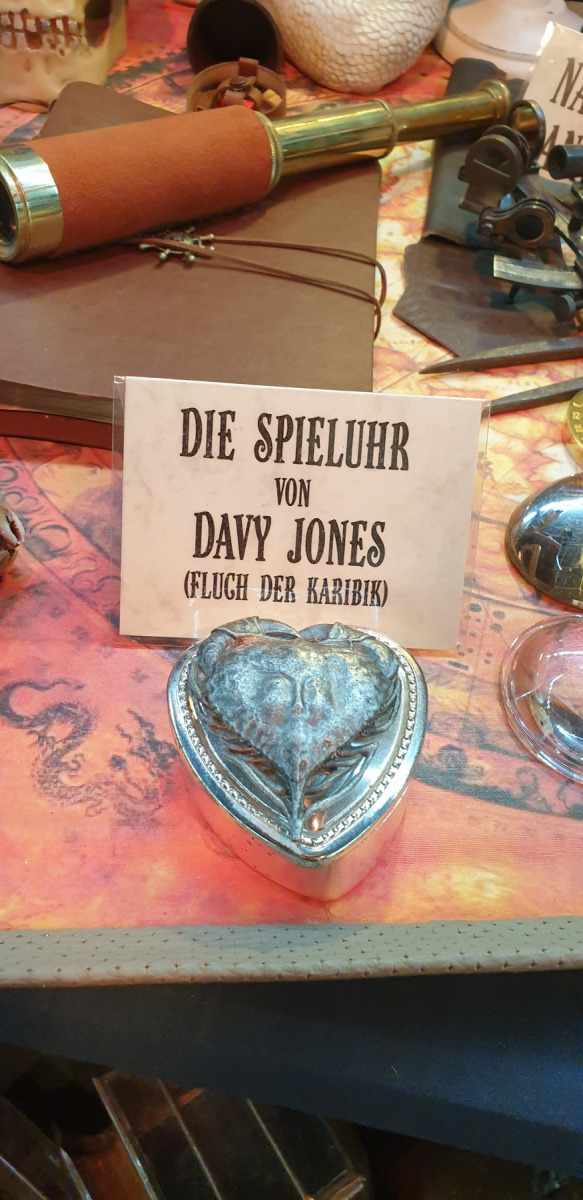 DIE SPIELUHR
VON
DAVY JONES
(FLUCH DER KARIBIK)